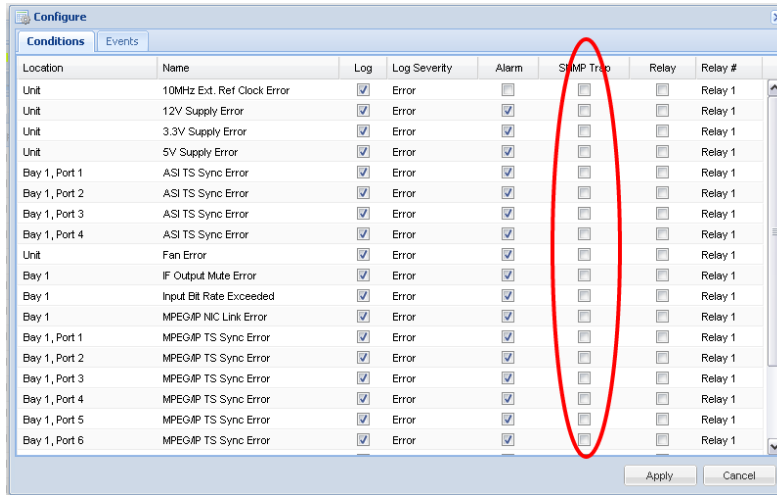 Configure
Conditions Events
Location Name Log Log Severity Alarm SNMP Trap Relay Relay #
Unit 10MHz Ext. Ref Clock Error Error Relay 1
Unit 12V Supply Error Error Relay 1
Unit 3.3V Supply Error Error Relay 1
Unit 5V Supply Error Error Relay 1
Bay 1, Port 1 ASI TS Sync Error Error Relay 1
Bay 1, Port 2 ASI TS Sync Error Error Relay 1
Bay 1, Port 3 ASI TS Sync Error Error Relay 1
Bay 1, Port 4 ASI TS Sync Error Error Relay 1
Unit Fan Error Error Relay 1
Bay 1 IF Output Mute Error Error Relay 1
Bay 1 Input Bit Rate Exceeded Error Relay 1
Bay 1 MPEG/IP NIC Link Error Error Relay 1
Bay 1, Port 1 MPEG/IP TS Sync Error Error Relay 1
Bay 1, Port 2 MPEG/IP TS Sync Error Error Relay 1
Bay 1, Port 3 MPEG/IP TS Sync Error Error Relay 1
Bay 1, Port 4 MPEG/IP TS Sync Error Error Relay 1
Bay 1, Port 5 MPEG/IP TS Sync Error Error Relay 1
Bay 1, Port 6 MPEG/IP TS Sync Error Error Relay 1
Apply Cancel